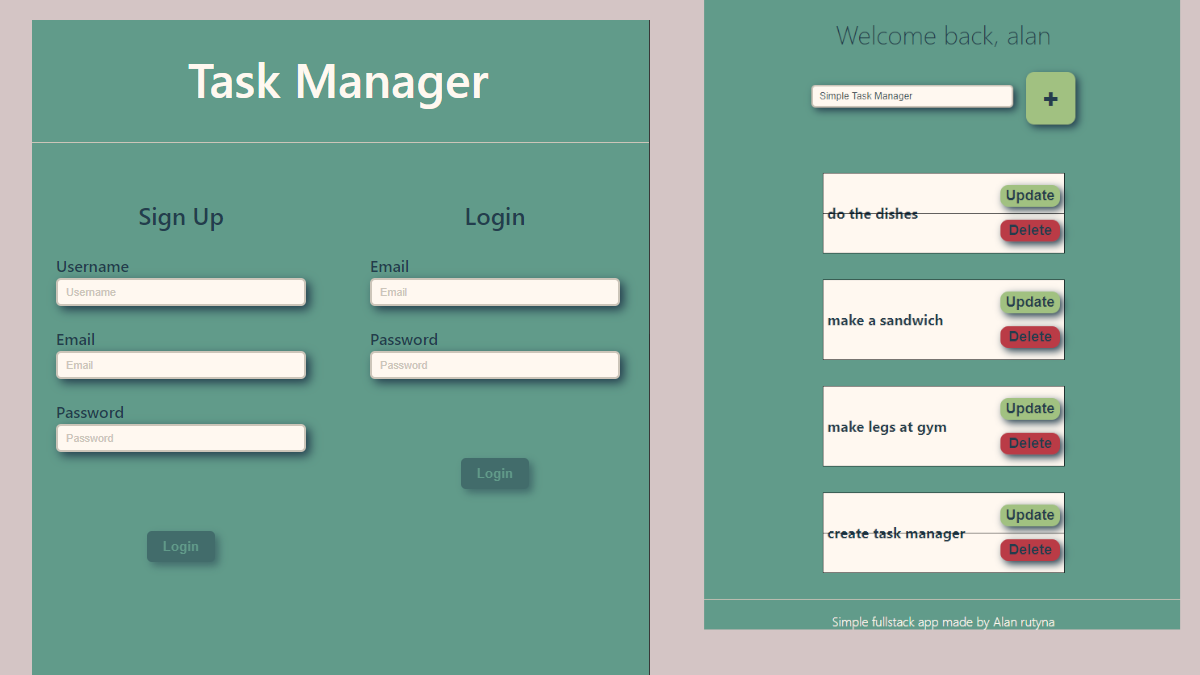 Task Manager
Sign Up
Username
Username
Email
Email
Password
Password
Login
Login
Email
Email
Password
Password
Login
Welcome back, alan
Simple Task Manager
+
do the dishes
Update
Delete
make a sandwich
Update
Delete
make legs at gym
Update
Delete
create task manager
Update
Delete
Simple fullstack app made by Alan rutyna